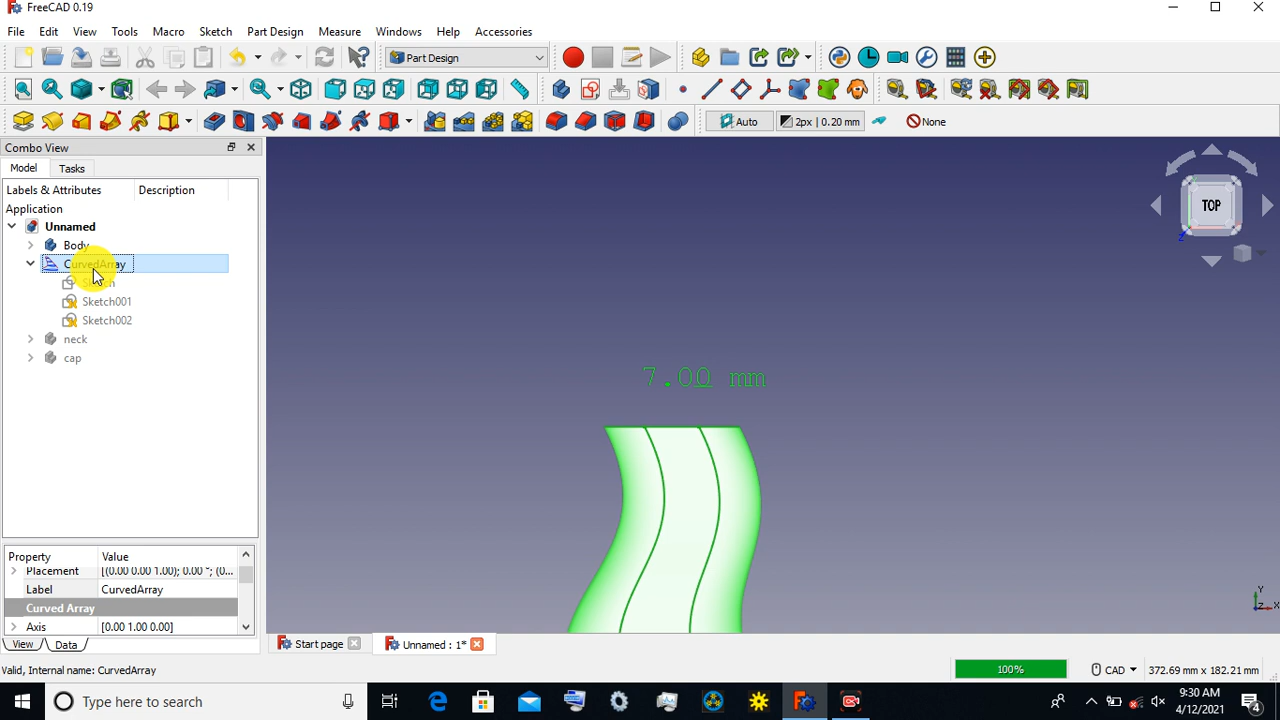 FreeCAD 0.19
File Edit View Tools Macro Sketch Part Design Measure Windows Help Accessories
Part Design
Auto 2px | 0.20 mm None
Combo View
Model Tasks
Labels & Attributes Description
Application
Unnamed
Body
CurvedArray
Sketch001
Sketch002
neck
cap
TOP
7.00 mm
Property Value
Placement [(0.00 0.00 1.00); 0.00 °; (0...
Label CurvedArray
Curved Array
Axis [0.00 1.00 0.00]
View Data
Start page Unnamed : 1*
Y
Z X
Valid, Internal name: CurvedArray 100% CAD 372.69 mm x 182.21 mm
Type here to search
9:30 AM
4/12/2021
4